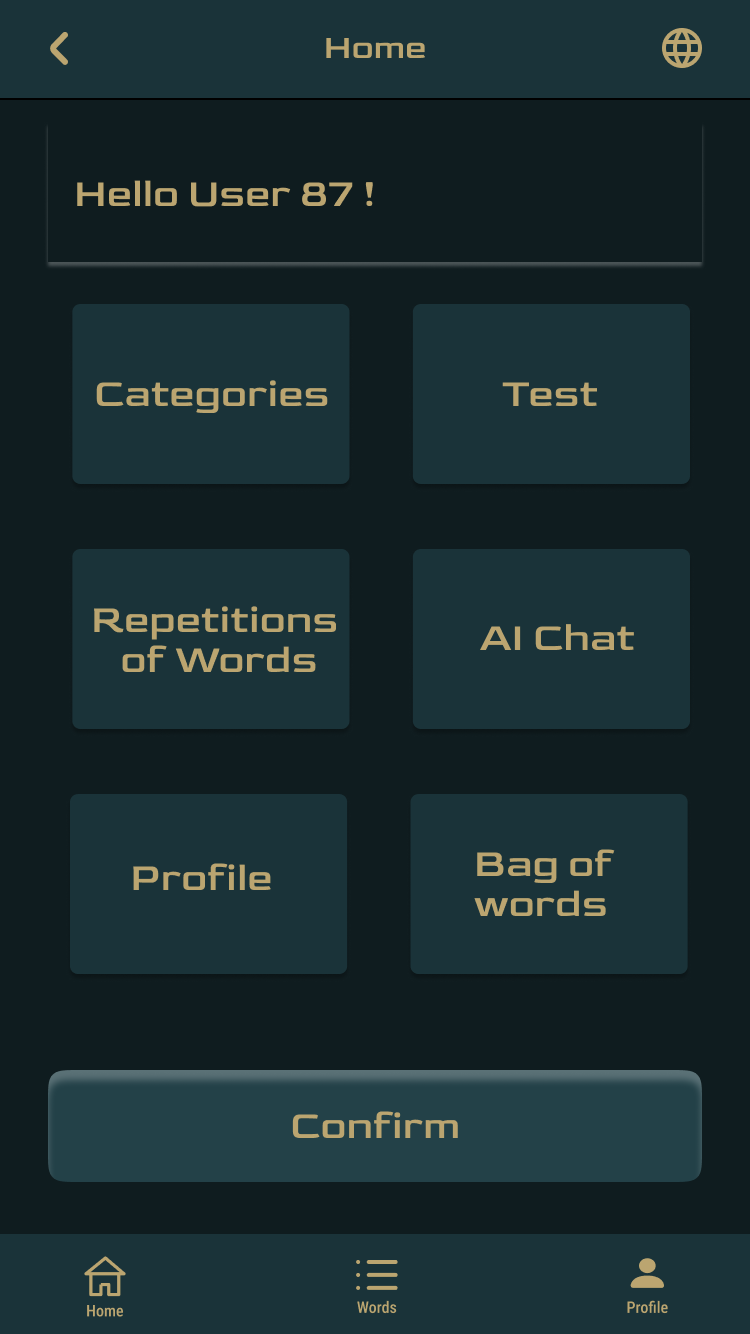 Home
Hello User 87 !
Categories
Test
Repetitions
of Words
AI Chat
Profile
Bag of
words
Confirm
Home
Words
Profile